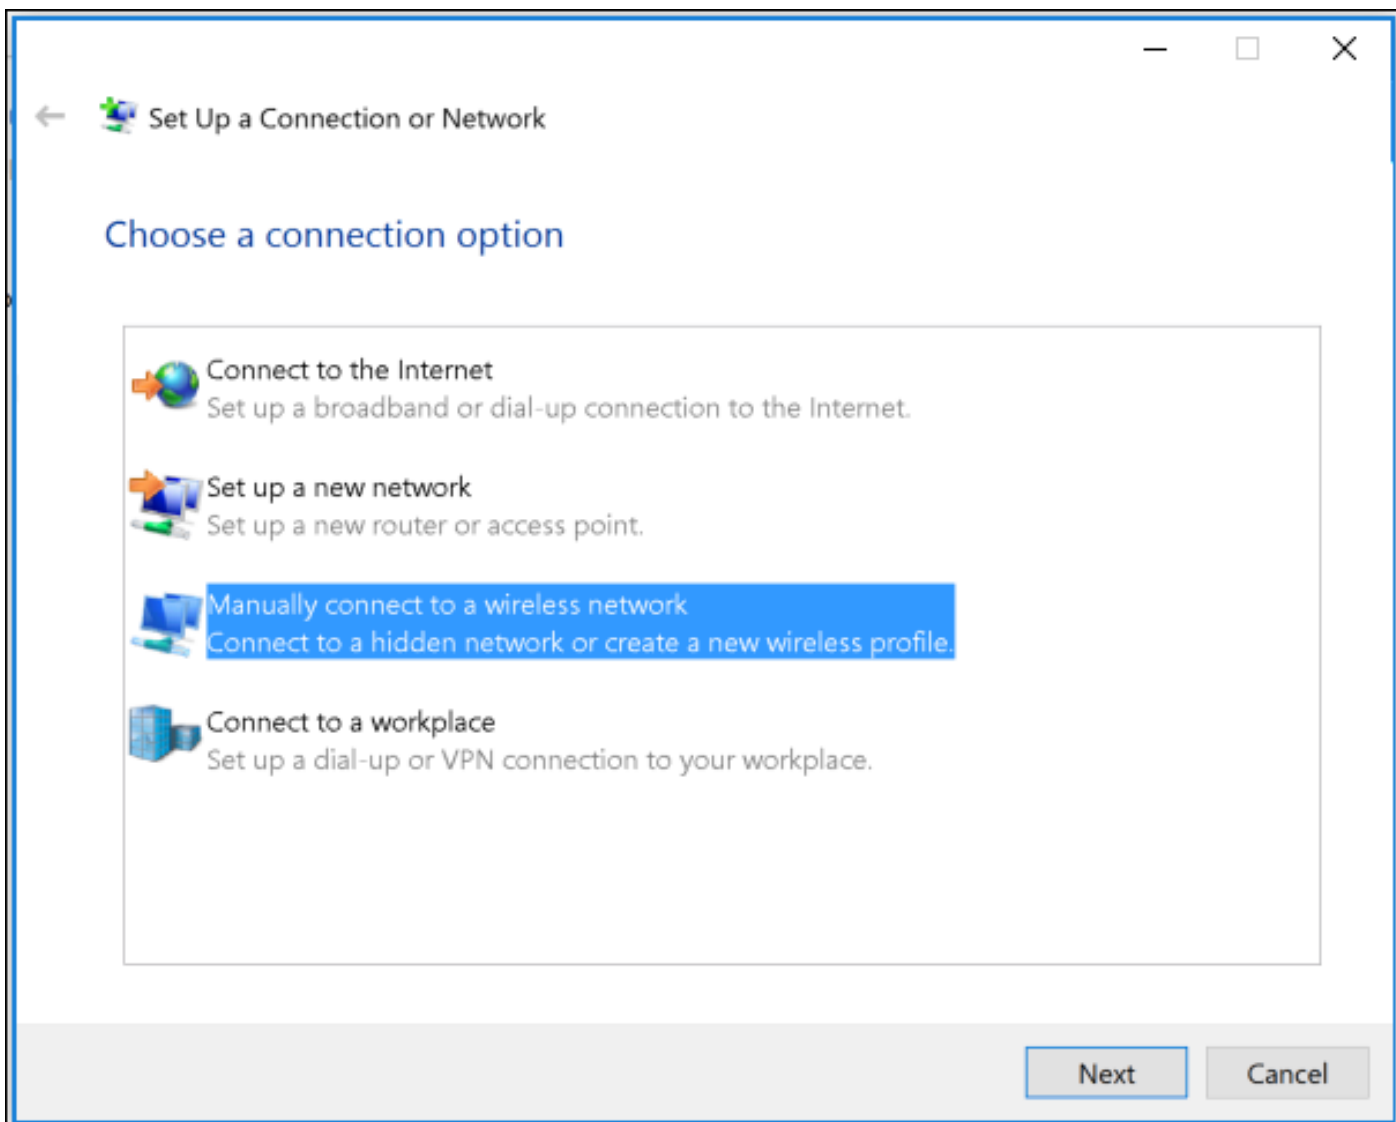 Set Up a Connection or Network
Choose a connection option
Connect to the Internet
Set up a broadband or dial-up connection to the Internet.
Set up a new network
Set up a new router or access point.
Manually connect to a wireless network
Connect to a hidden network or create a new wireless profile.
Connect to a workplace
Set up a dial-up or VPN connection to your workplace.
Next
Cancel